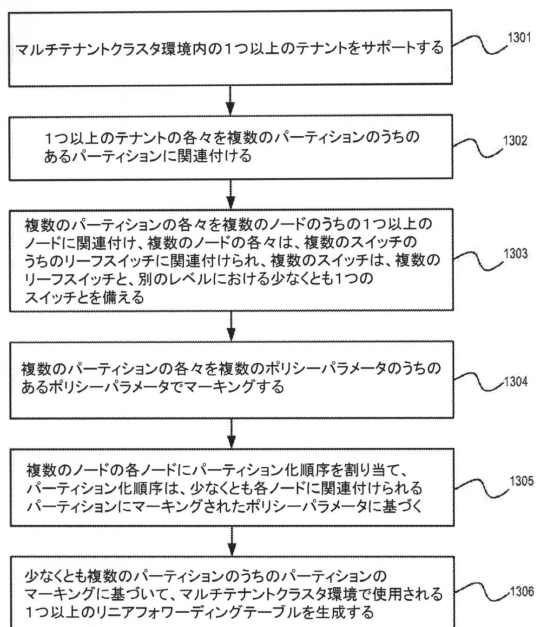 マルチテナントクラスタ環境内の1つ以上のテナントをサポートする
1301
1つ以上のテナントの各々を複数のパーティションのうちの
あるパーティションに関連付ける
1302
複数のパーティションの各々を複数のノードのうちの1つ以上の
ノードに関連付け、複数のノードの各々は、複数のスイッチの
うちのリーフスイッチに関連付けられ、複数のスイッチは、複数の
リーフスイッチと、別のレベルにおける少なくとも1つの
スイッチとを備える
1303
複数のパーティションの各々を複数のポリシーパラメータのうちの
あるポリシーパラメータでマーキングする
1304
複数のノードの各ノードにパーティション化順序を割り当て、
パーティション化順序は、少なくとも各ノードに関連付けられる
パーティションにマーキングされたポリシーパラメータに基づく
1305
少なくとも複数のパーティションのうちのパーティションの
マーキングに基づいて、マルチテナントクラスタ環境で使用される
1つ以上のリニアフォワーディングテーブルを生成する
1306